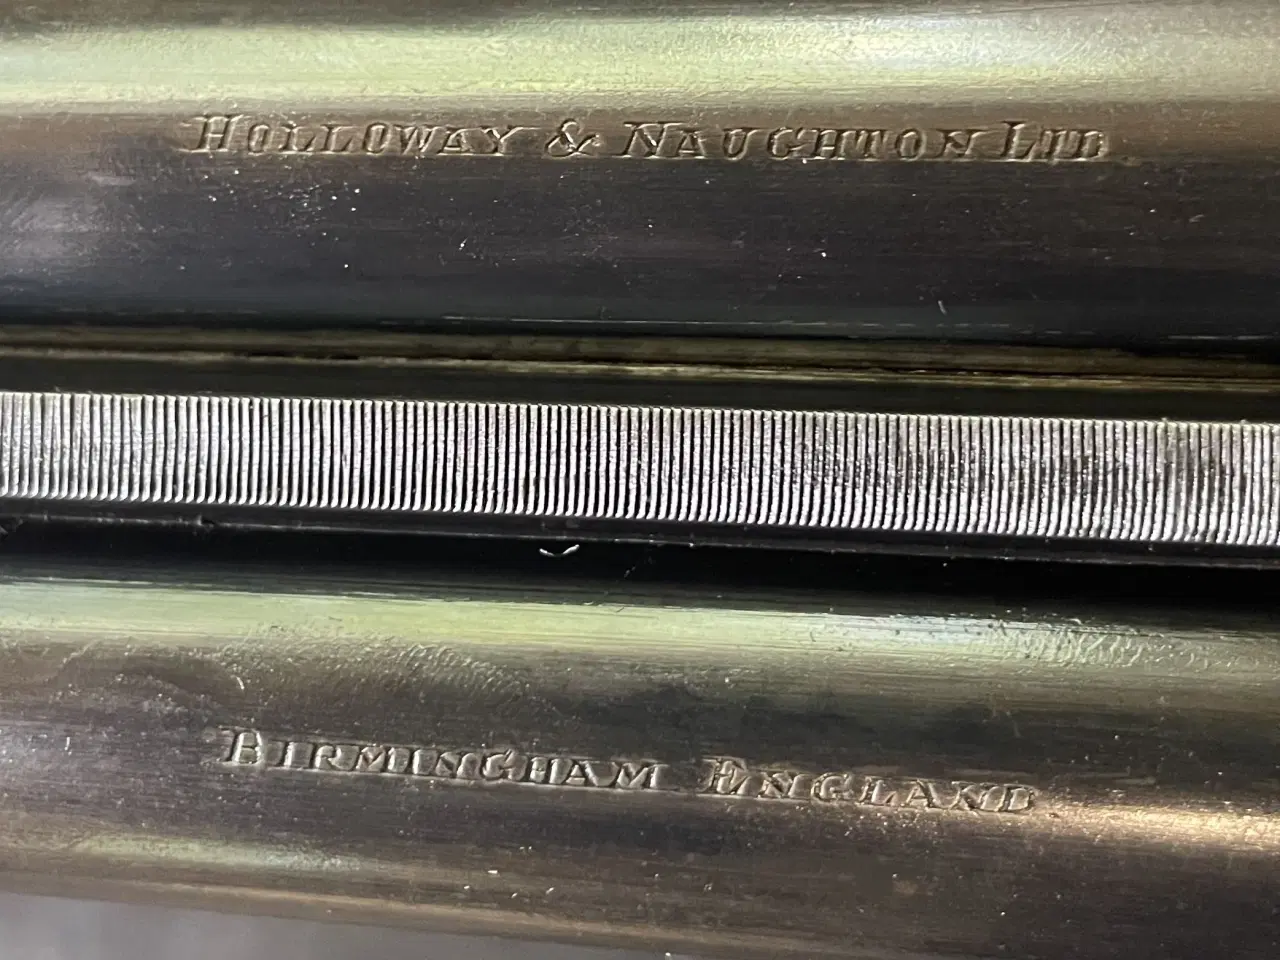 HOLLOWAY & NAUGHTON LTD
BIRMINGHAM ENGLAND